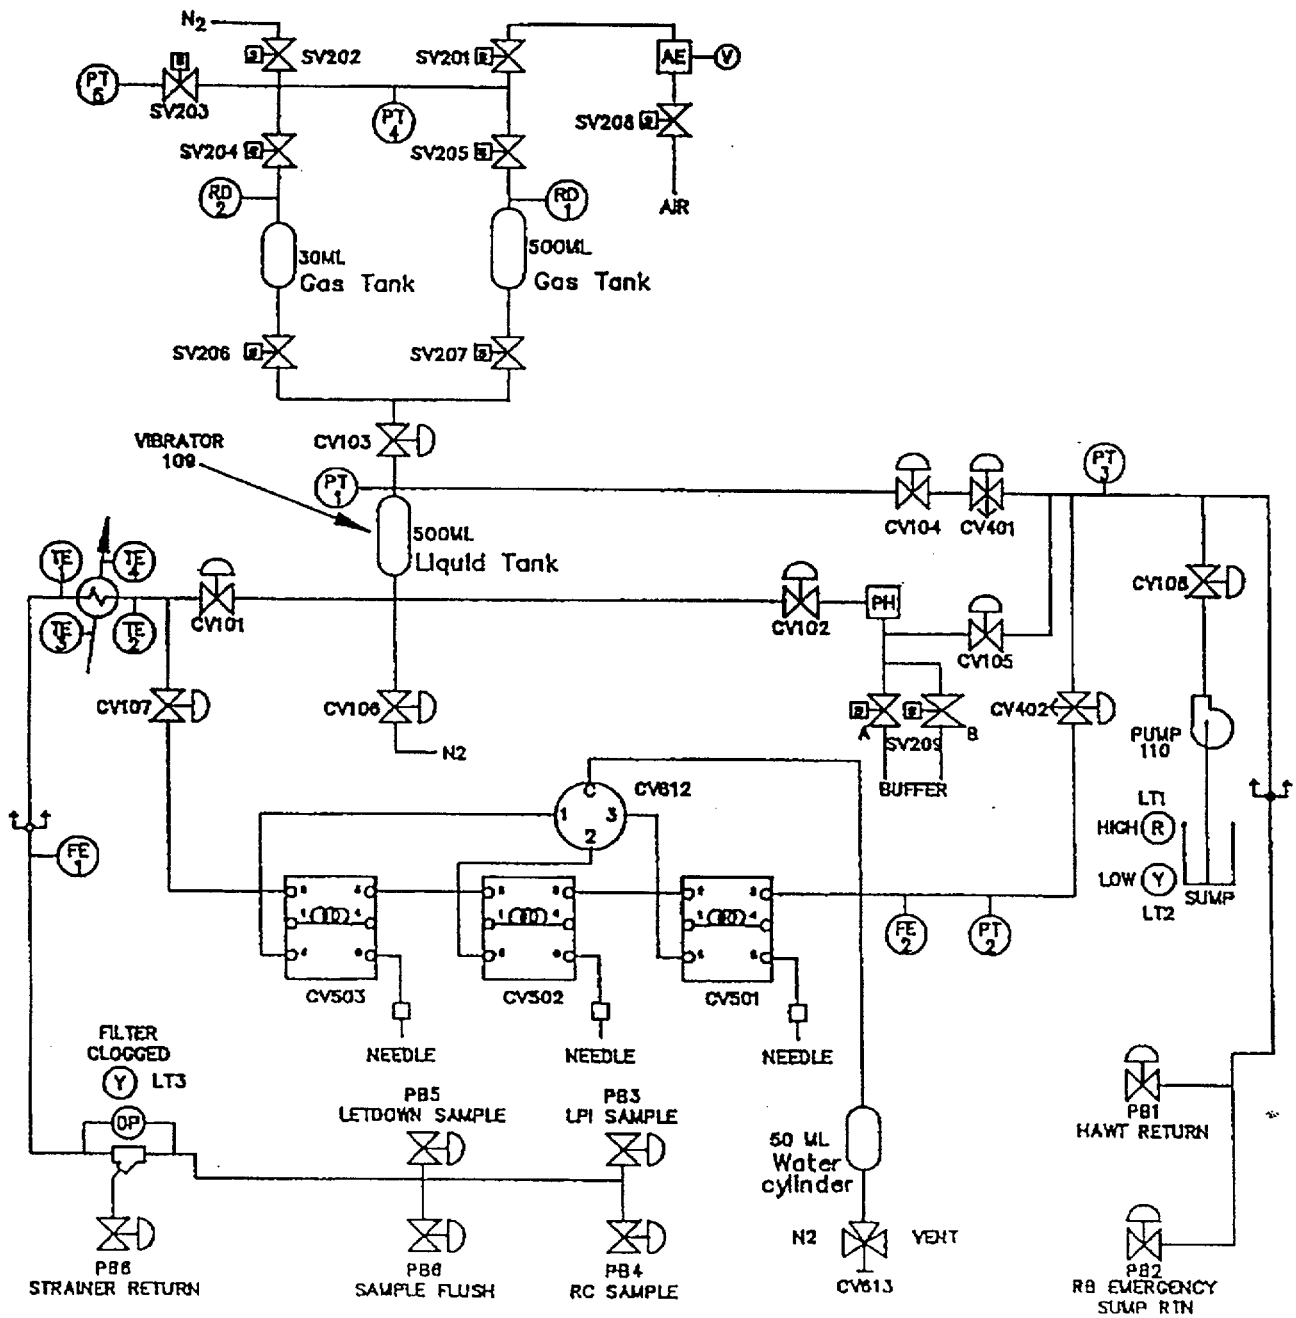 N2
SV202
SV201
AE
V
PT
5
SV203
PT
4
SV208
SV204
SV205
RD
2
RD
1
AIR
30ML
Gas Tank
500ML
Gas Tank
SV206
SV207
VIBRATOR
109
CV103
PT
1
PT
3
CV104
CV401
500ML
Liquid Tank
TE
1
TE
4
TE
3
TE
2
CV101
CV102
PH
CV108
CV105
CV107
CV106
N2
CV402
A
SV209
B
BUFFER
PUMP
110
C
1
3
2
CV612
LT1
HIGH
R
LOW
Y
LT2
SUMP
FE
1
FE
2
PT
2
CV503
CV502
CV501
NEEDLE
NEEDLE
NEEDLE
FILTER
CLOGGED
Y
LT3
DP
PB5
LETDOWN SAMPLE
PB3
LPI SAMPLE
50 ML
Water
cylinder
PB1
HAWT RETURN
N2
VENT
CV613
PB6
STRAINER RETURN
PB6
SAMPLE FLUSH
PB4
RC SAMPLE
PB2
RB EMERGENCY
SUMP RTN